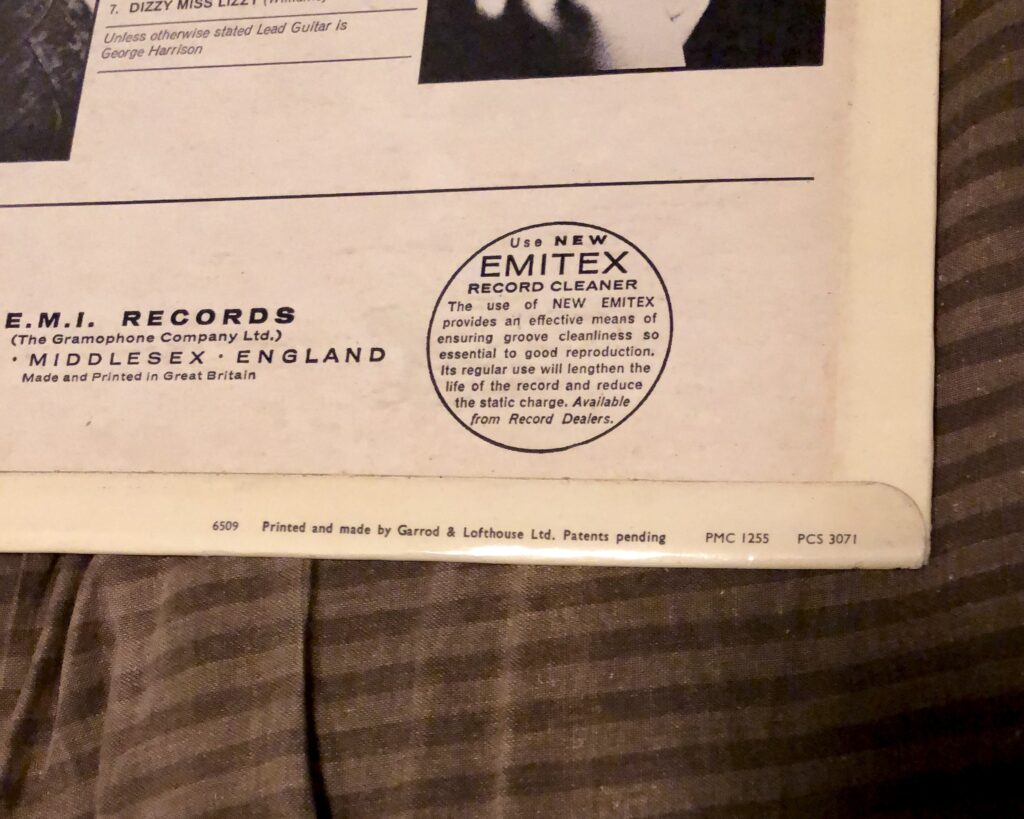 7. DIZZY MISS LIZZY
Unless otherwise stated Lead Guitar is
George Harrison
E.M.I. RECORDS
(The Gramophone Company Ltd.)
· MIDDLESEX · ENGLAND
Made and Printed in Great Britain
Use NEW
EMITEX
RECORD CLEANER
The use of NEW EMITEX
provides an effective means of
ensuring groove cleanliness so
essential to good reproduction.
Its regular use will lengthen the
life of the record and reduce
the static charge. Available
from Record Dealers.
6509 Printed and made by Garrod & Lofthouse Ltd. Patents pending PMC 1255 PCS 3071